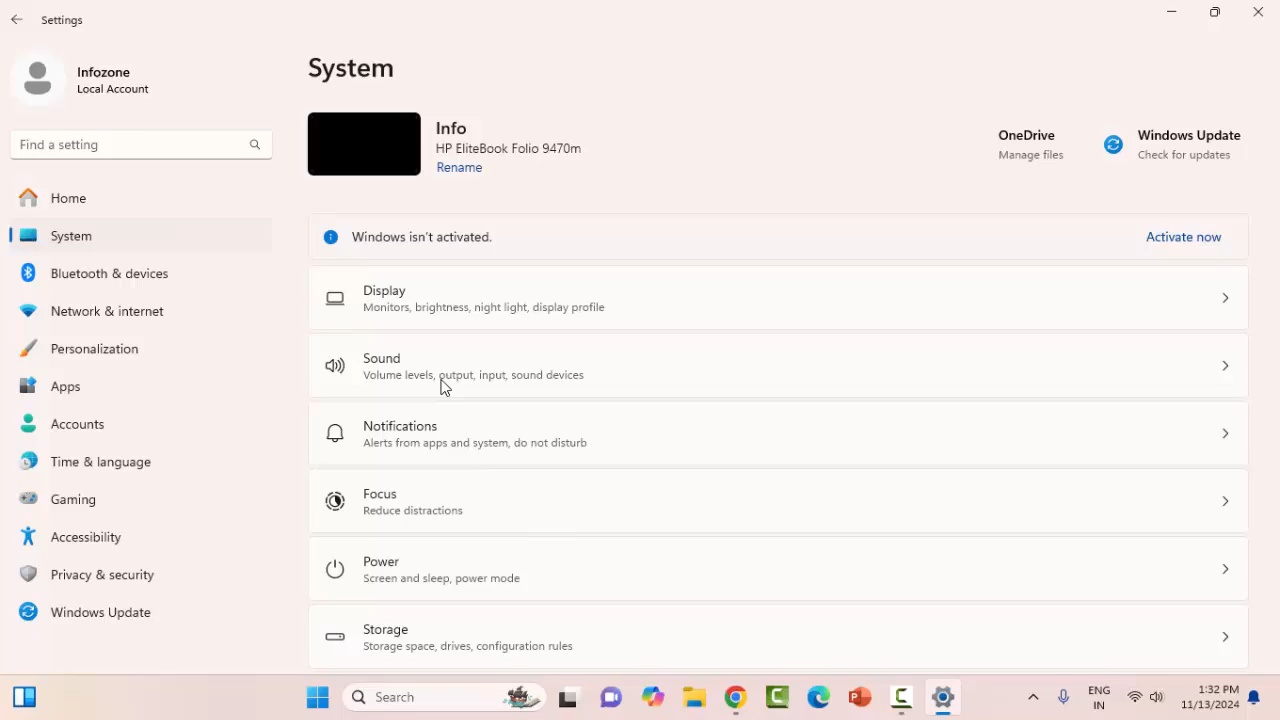 Settings
Infozone
Local Account
Find a setting
Home
System
Bluetooth & devices
Network & internet
Personalization
Apps
Accounts
Time & language
Gaming
Accessibility
Privacy & security
Windows Update
System
Info
HP EliteBook Folio 9470m
Rename
OneDrive
Manage files
Windows Update
Check for updates
Windows isn't activated.
Activate now
Display
Monitors, brightness, night light, display profile
Sound
Volume levels, output, input, sound devices
Notifications
Alerts from apps and system, do not disturb
Focus
Reduce distractions
Power
Screen and sleep, power mode
Storage
Storage space, drives, configuration rules
Search
ENG
IN
1:32 PM
11/13/2024